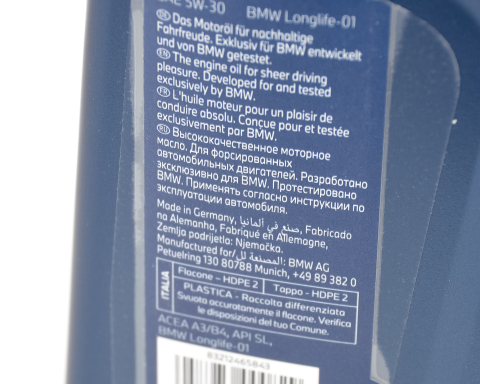 SAE 5W-30 BMW Longlife-01
DE Das Motoröl für nachhaltige
Fahrfreude. Exklusiv für BMW entwickelt
und von BMW getestet.
EN The engine oil for sheer driving
pleasure. Developed for and tested
exclusively by BMW.
FR L'huile moteur pour un plaisir de
conduire absolu. Conçue pour et testée
exclusivement par BMW.
RU Высококачественное моторное
масло. Для форсированных
автомобильных двигателей. Разработано
эксклюзивно для BMW. Протестировано
BMW. Применять согласно инструкции по
эксплуатации автомобиля.
Made in Germany, صنع في ألمانيا, Fabricado
na Alemanha, Fabriqué en Allemagne,
Zemlja podrijetla: Njemačka.
Manufactured for/المصنعة لل: BMW AG
Petuelring 130 80788 Munich, +49 89 382 0
ITALIA
Flacone – HDPE 2 Tappo - HDPE 2
PLASTICA - Raccolta differenziata
Svuota accuratamente il flacone. Verifica
le disposizioni del tuo Comune.
ACEA A3/B4, API SL,
BMW Longlife-01
83212465843